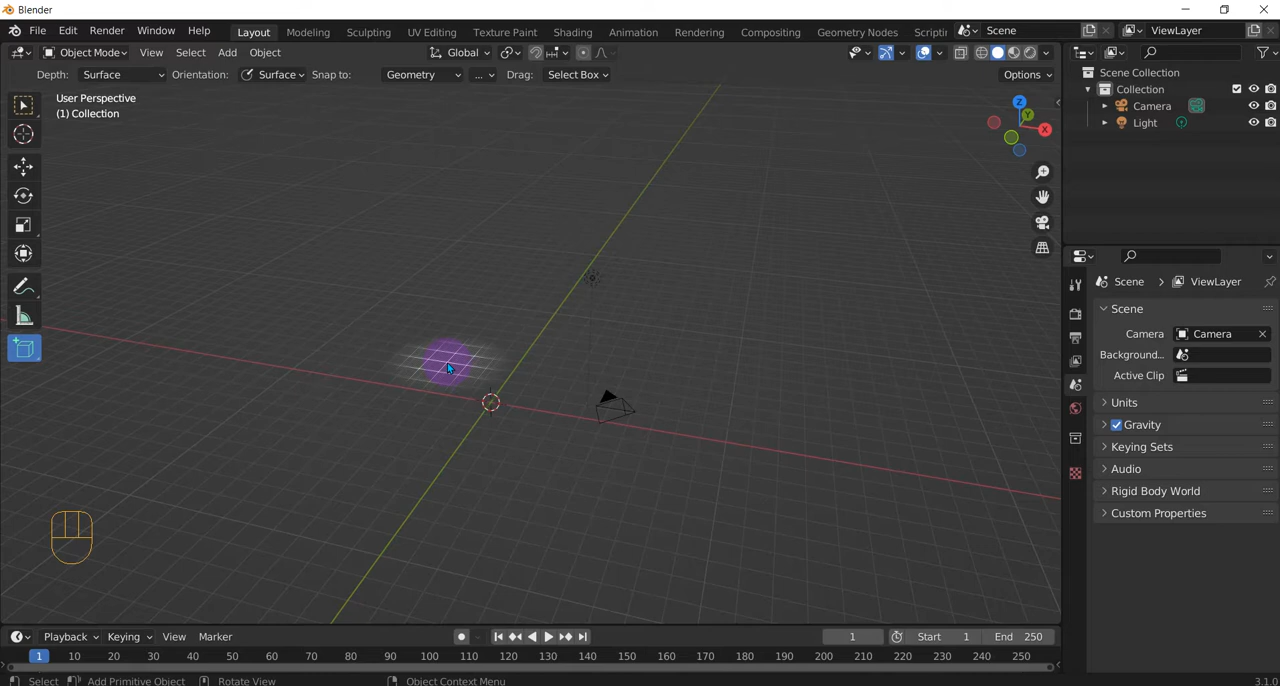 Blender
File Edit Render Window Help Layout Modeling Sculpting UV Editing Texture Paint Shading Animation Rendering Compositing Geometry Nodes Scriptin Scene ViewLayer
Object Mode View Select Add Object Global
Depth: Surface Orientation: Surface Snap to: Geometry ... Drag: Select Box Options
User Perspective
(1) Collection
Z
Y
X
Scene Collection
Collection
Camera
Light
Scene ViewLayer
Scene
Camera Camera
Background...
Active Clip
Units
Gravity
Keying Sets
Audio
Rigid Body World
Custom Properties
Playback Keying View Marker 1 Start 1 End 250
1 10 20 30 40 50 60 70 80 90 100 110 120 130 140 150 160 170 180 190 200 210 220 230 240 250
Select Add Primitive Object Rotate View Object Context Menu 3.1.0